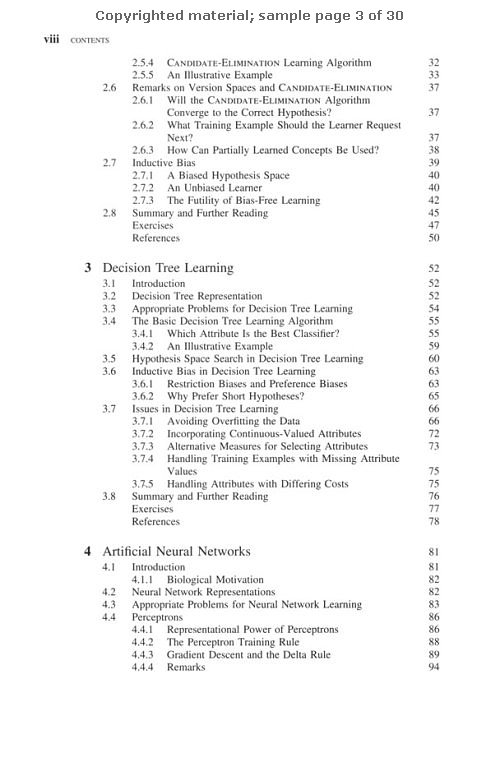 Copyrighted material; sample page 3 of 30
viii CONTENTS
2.5.4 CANDIDATE-ELIMINATION Learning Algorithm 32
2.5.5 An Illustrative Example 33
2.6 Remarks on Version Spaces and CANDIDATE-ELIMINATION 37
2.6.1 Will the CANDIDATE-ELIMINATION Algorithm
Converge to the Correct Hypothesis? 37
2.6.2 What Training Example Should the Learner Request
Next? 37
2.6.3 How Can Partially Learned Concepts Be Used? 38
2.7 Inductive Bias 39
2.7.1 A Biased Hypothesis Space 40
2.7.2 An Unbiased Learner 40
2.7.3 The Futility of Bias-Free Learning 42
2.8 Summary and Further Reading 45
Exercises 47
References 50
3 Decision Tree Learning 52
3.1 Introduction 52
3.2 Decision Tree Representation 52
3.3 Appropriate Problems for Decision Tree Learning 54
3.4 The Basic Decision Tree Learning Algorithm 55
3.4.1 Which Attribute Is the Best Classifier? 55
3.4.2 An Illustrative Example 59
3.5 Hypothesis Space Search in Decision Tree Learning 60
3.6 Inductive Bias in Decision Tree Learning 63
3.6.1 Restriction Biases and Preference Biases 63
3.6.2 Why Prefer Short Hypotheses? 65
3.7 Issues in Decision Tree Learning 66
3.7.1 Avoiding Overfitting the Data 66
3.7.2 Incorporating Continuous-Valued Attributes 72
3.7.3 Alternative Measures for Selecting Attributes 73
3.7.4 Handling Training Examples with Missing Attribute
Values 75
3.7.5 Handling Attributes with Differing Costs 75
3.8 Summary and Further Reading 76
Exercises 77
References 78
4 Artificial Neural Networks 81
4.1 Introduction 81
4.1.1 Biological Motivation 82
4.2 Neural Network Representations 82
4.3 Appropriate Problems for Neural Network Learning 83
4.4 Perceptrons 86
4.4.1 Representational Power of Perceptrons 86
4.4.2 The Perceptron Training Rule 88
4.4.3 Gradient Descent and the Delta Rule 89
4.4.4 Remarks 94